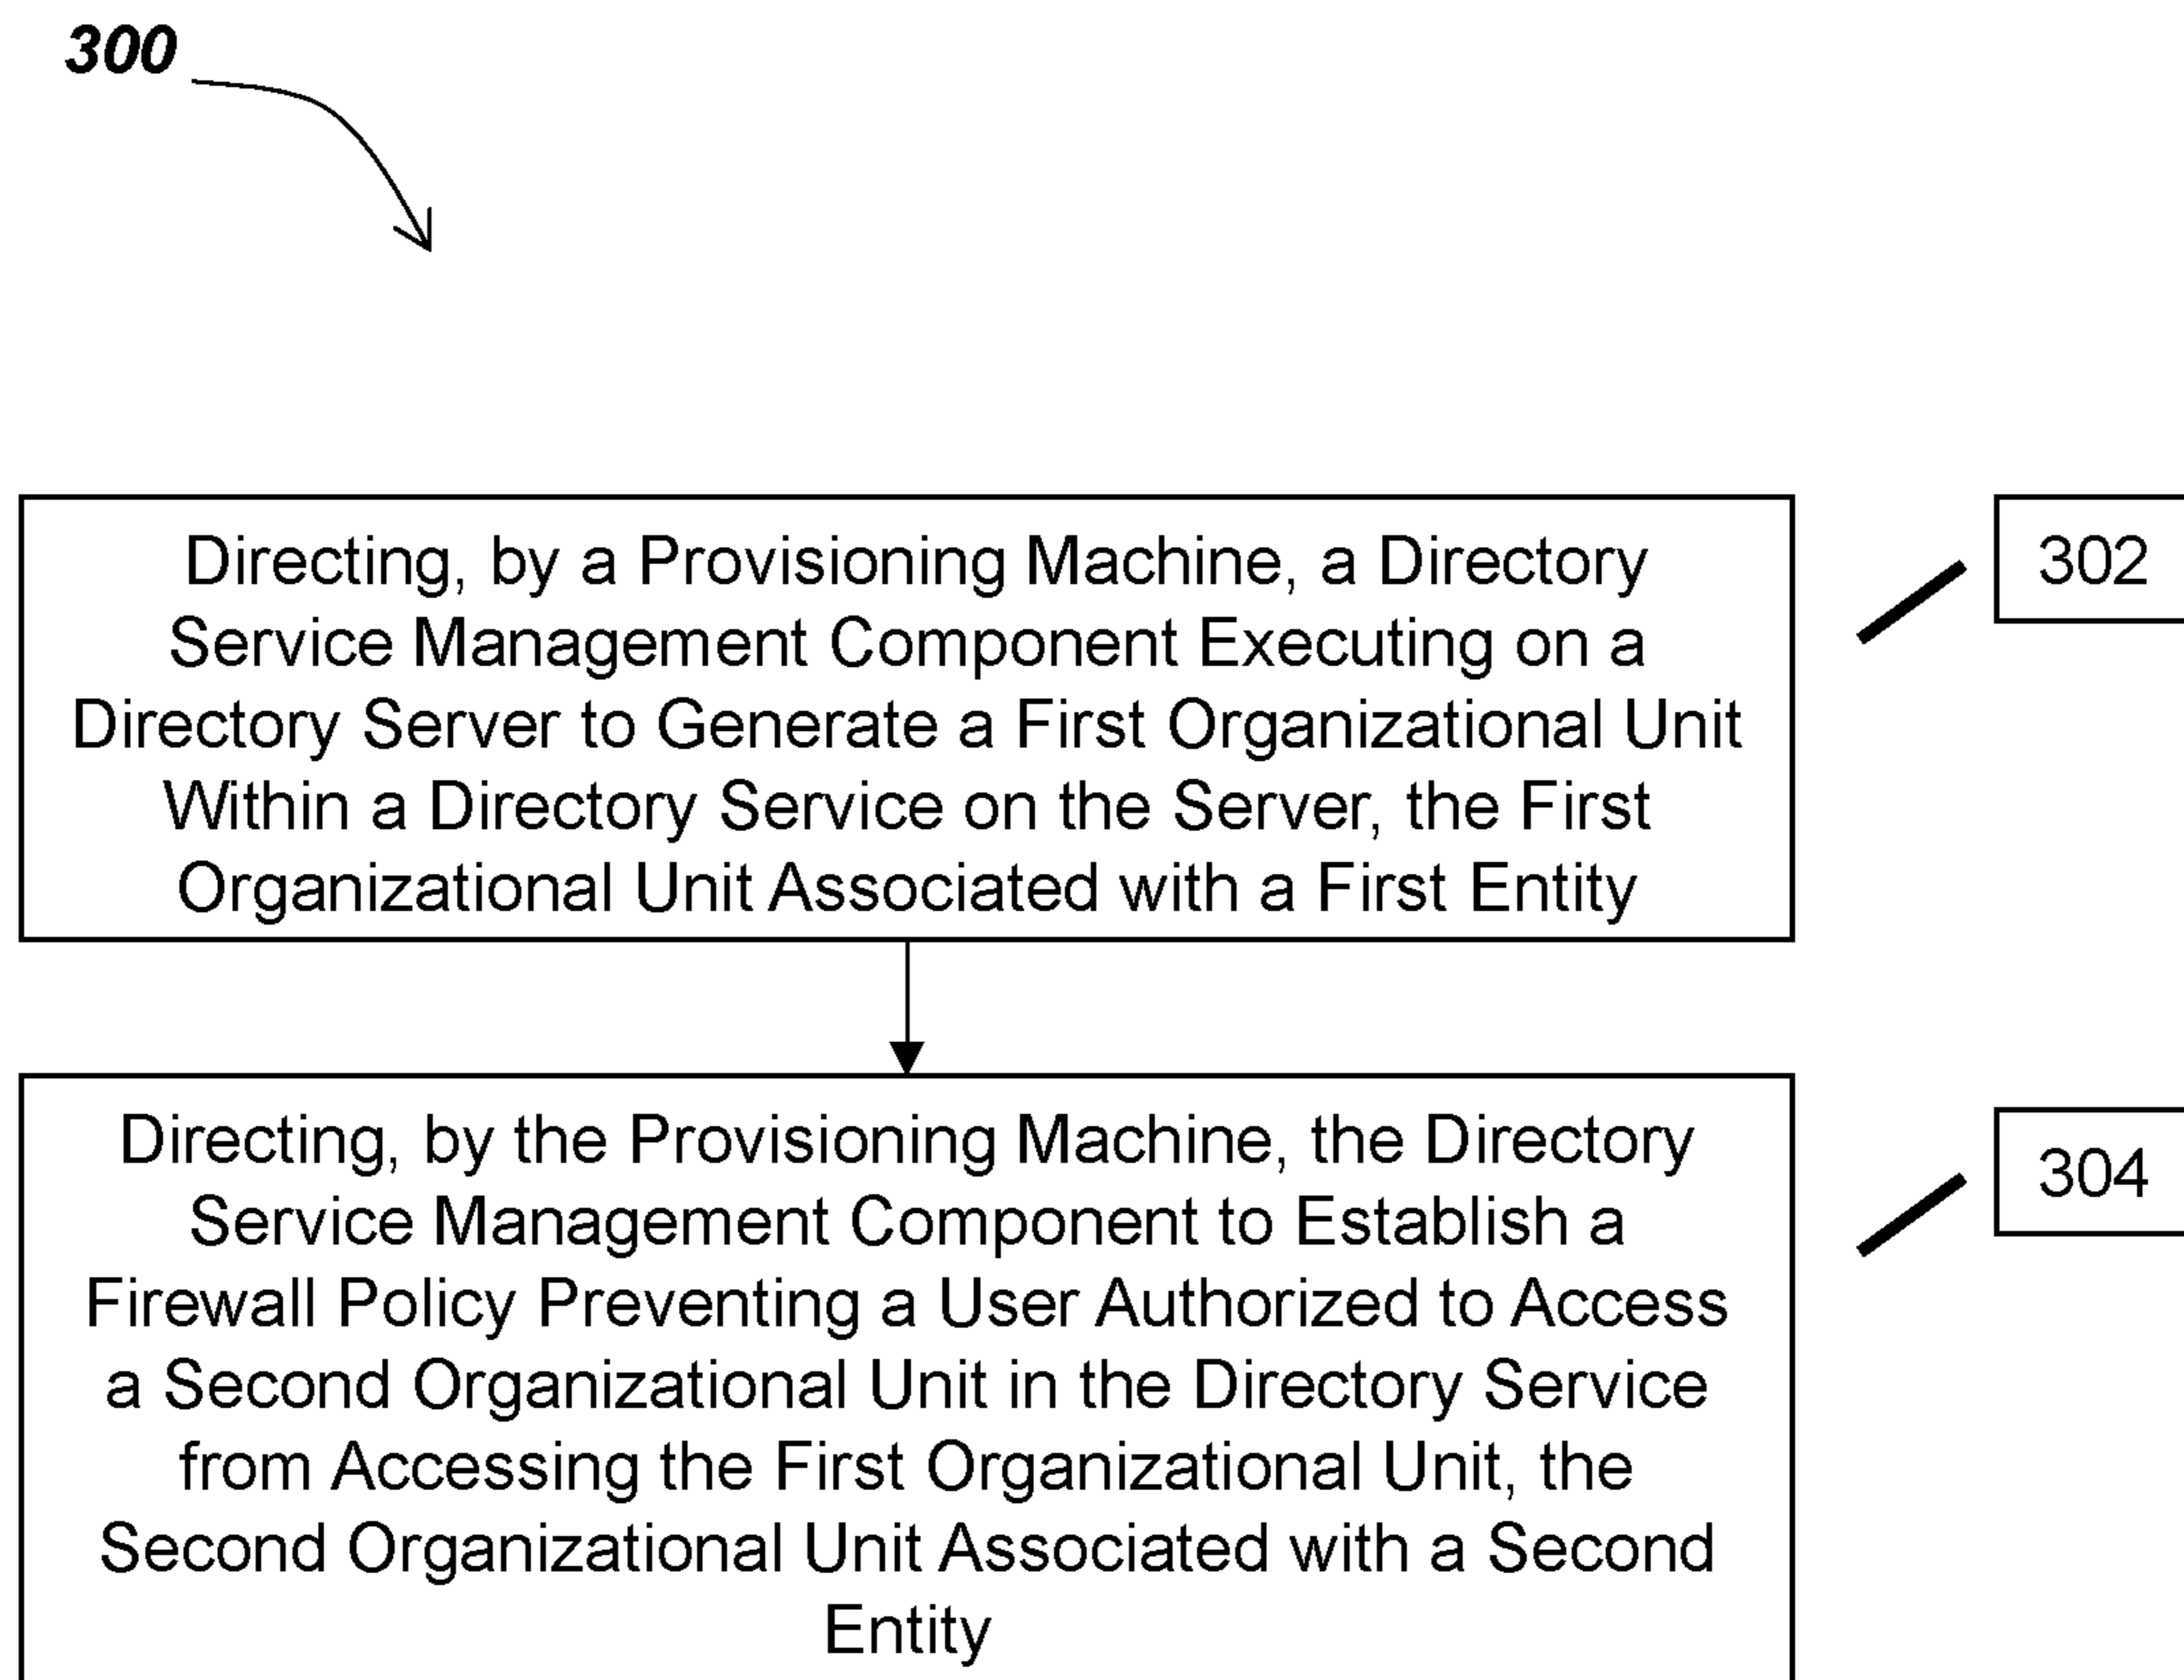 300
Directing, by a Provisioning Machine, a Directory
Service Management Component Executing on a
Directory Server to Generate a First Organizational Unit
Within a Directory Service on the Server, the First
Organizational Unit Associated with a First Entity
302
Directing, by the Provisioning Machine, the Directory
Service Management Component to Establish a
Firewall Policy Preventing a User Authorized to Access
a Second Organizational Unit in the Directory Service
from Accessing the First Organizational Unit, the
Second Organizational Unit Associated with a Second
Entity
304